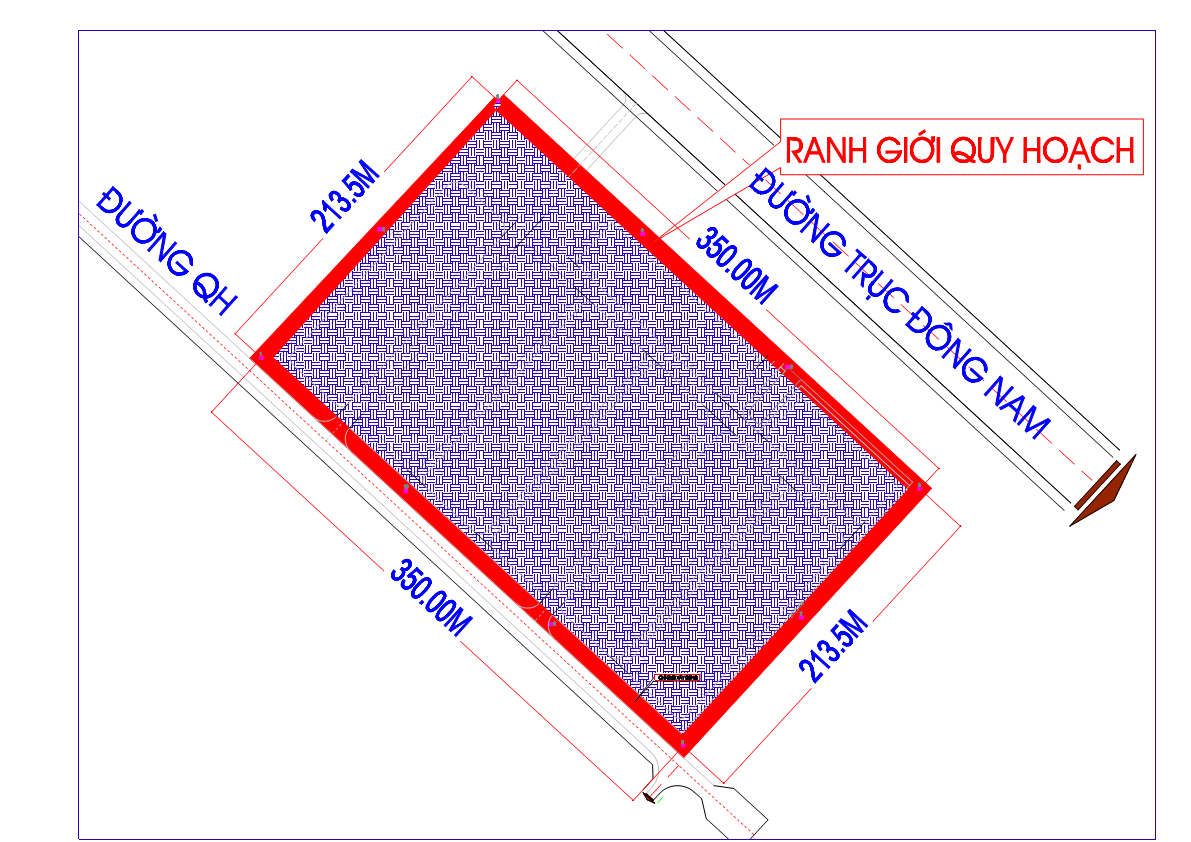 RANH GIỚI QUY HOẠCH
213.5M
ĐƯỜNG QH
350.00M
ĐƯỜNG TRỤC ĐÔNG NAM
350.00M
213.5M